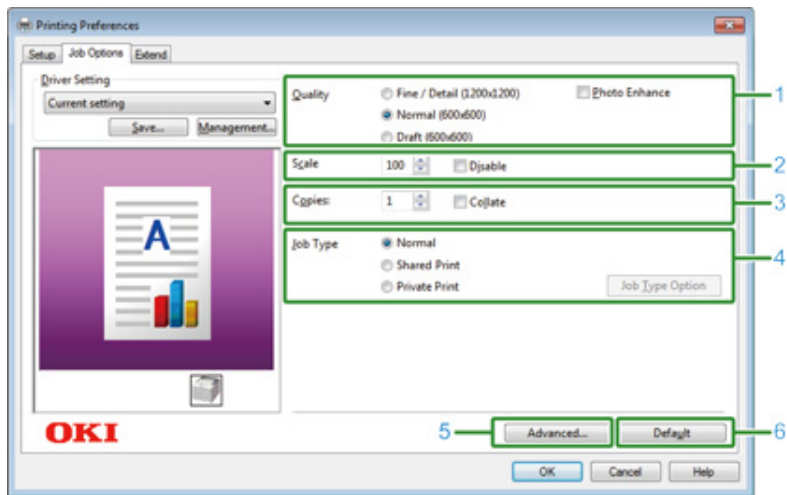 Printing Preferences
Setup Job Options Extend
Driver Setting
Current setting
Save... Management...
Quality
Fine / Detail (1200x1200)
Photo Enhance
Normal (600x600)
Draft (600x600)
1
Scale 100 Disable
2
Copies: 1 Collate
3
Job Type
Normal
Shared Print
Private Print
Job Type Option
4
A
OKI
5
Advanced... Default
6
OK Cancel Help